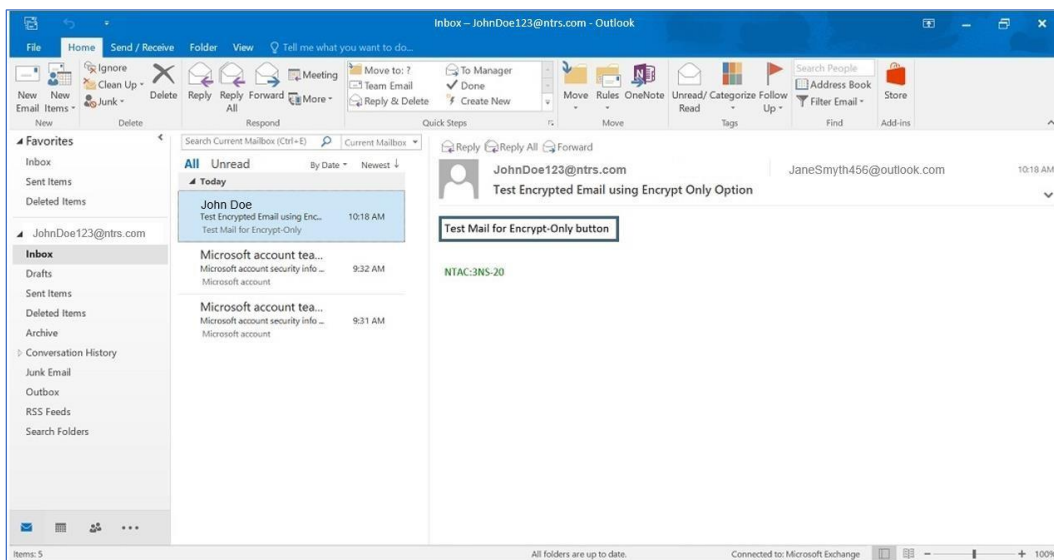 Inbox – JohnDoe123@ntrs.com - Outlook
File Home Send / Receive Folder View Tell me what you want to do...
New Email
New Items
Ignore
Clean Up
Junk
Delete
Reply
Reply All
Forward
Meeting
More
Move to: ?
Team Email
Reply & Delete
To Manager
Done
Create New
Move
Rules
OneNote
Unread/ Read
Categorize
Follow Up
Search People
Address Book
Filter Email
Store
New Delete Respond Quick Steps Move Tags Find Add-ins
Favorites
Inbox
Sent Items
Deleted Items
JohnDoe123@ntrs.com
Inbox
Drafts
Sent Items
Deleted Items
Archive
Conversation History
Junk Email
Outbox
RSS Feeds
Search Folders
Search Current Mailbox (Ctrl+E) Current Mailbox
All Unread By Date Newest ↓
Today
John Doe
Test Encrypted Email using Enc... 10:18 AM
Test Mail for Encrypt-Only
Microsoft account tea...
Microsoft account security info ... 9:32 AM
Microsoft account
Microsoft account tea...
Microsoft account security info ... 9:31 AM
Microsoft account
Reply Reply All Forward
JohnDoe123@ntrs.com JaneSmyth456@outlook.com 10:18 AM
Test Encrypted Email using Encrypt Only Option
Test Mail for Encrypt-Only button
NTAC:3NS-20
Items: 5 All folders are up to date. Connected to: Microsoft Exchange 100%